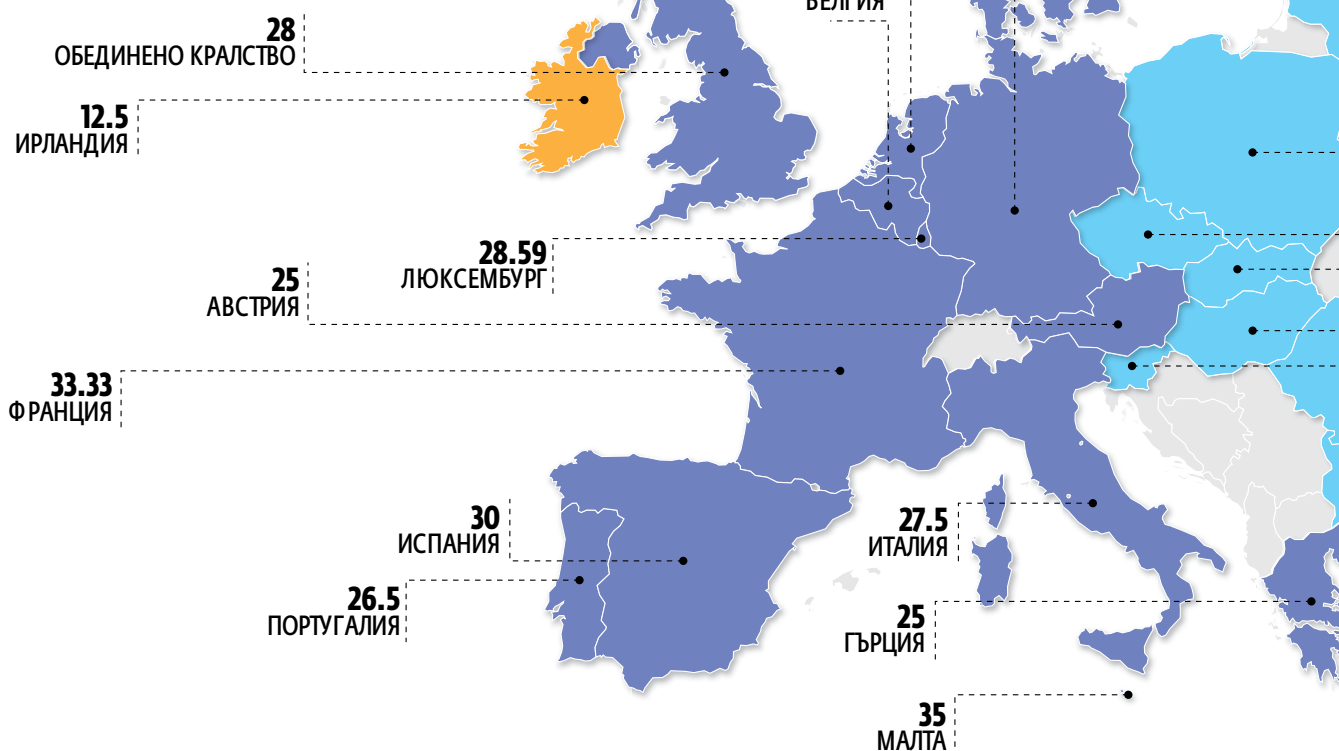 БЕЛГИЯ
28
ОБЕДИНЕНО КРАЛСТВО
12.5
ИРЛАНДИЯ
28.59
ЛЮКСЕМБУРГ
25
АВСТРИЯ
33.33
ФРАНЦИЯ
30
ИСПАНИЯ
27.5
ИТАЛИЯ
26.5
ПОРТУГАЛИЯ
25
ГЪРЦИЯ
35
МАЛТА